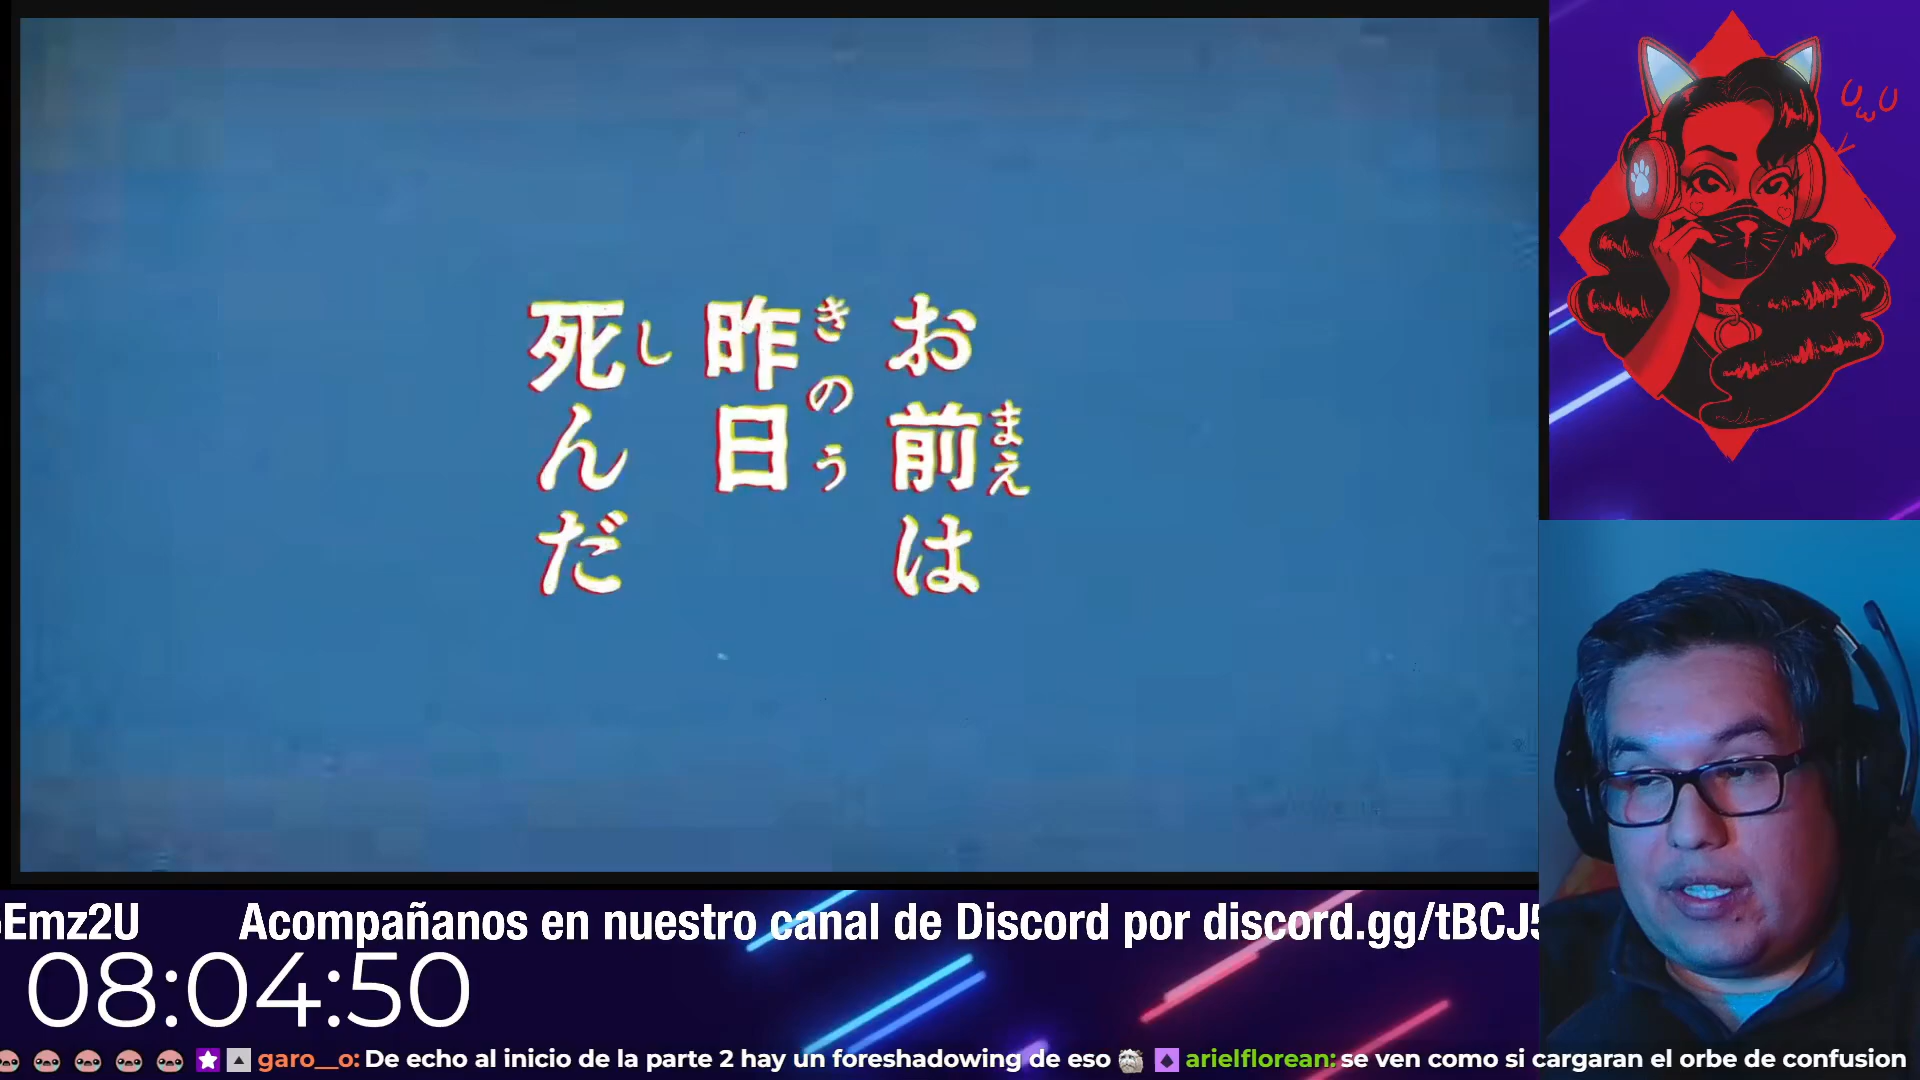 お前は
まえ
昨日
きのう
死んだ
し
UwU
Emz2U Acompáñanos en nuestro canal de Discord por discord.gg/tBCJ5
08:04:50
garo__o: De echo al inicio de la parte 2 hay un foreshadowing de eso arielflorean: se ven como si cargaran el orbe de confusion